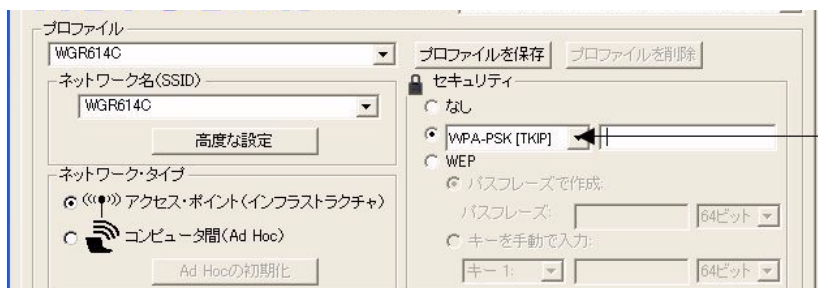 プロファイル
WGR614C
プロファイルを保存
プロファイルを削除
ネットワーク名(SSID)
WGR614C
高度な設定
ネットワーク・タイプ
アクセス・ポイント(インフラストラクチャ)
コンピュータ間(Ad Hoc)
Ad Hocの初期化
セキュリティ
なし
WPA-PSK [TKIP]
WEP
パスフレーズで作成:
パスフレーズ: 64ビット
キーを手動で入力:
キー 1: 64ビット